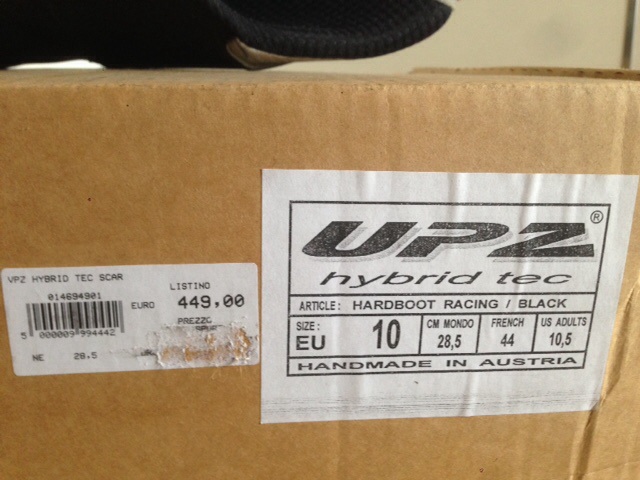 VPZ HYBRID TEC SCAR
014694901
LISTINO
EURO 449,00
PREZZO
5 000009 994442
NE 28.5
UPZ®
hybrid tec
ARTICLE: HARDBOOT RACING / BLACK
SIZE: EU 10
CM MONDO 28,5
FRENCH 44
US ADULTS 10,5
HANDMADE IN AUSTRIA